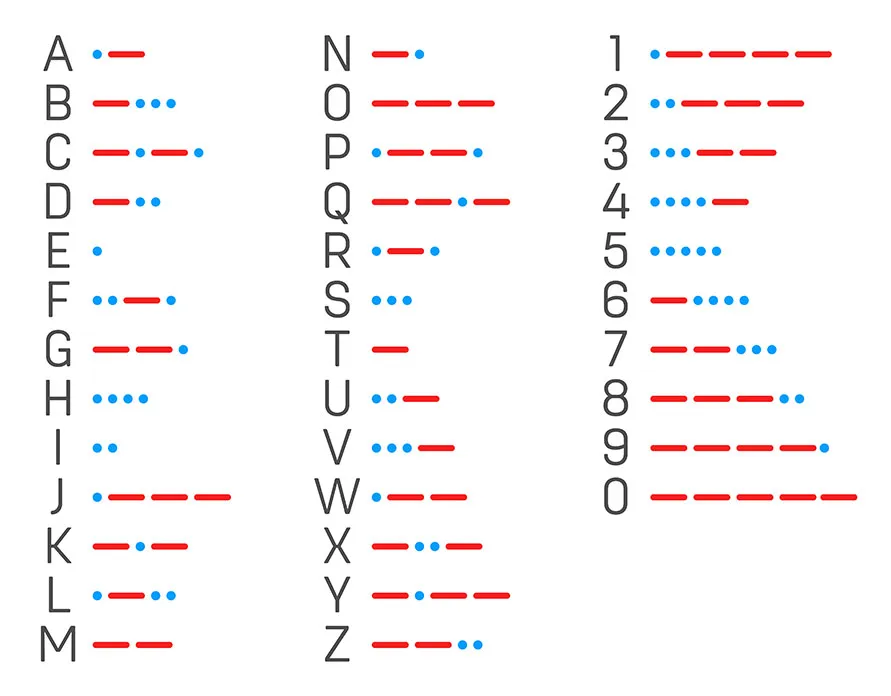 A •—
B —•••
C —•—•
D —••
E •
F ••—•
G ——•
H ••••
I ••
J •———
K —•—
L •—••
M ——
N —•
O ———
P •——•
Q ——•—
R •—•
S •••
T —
U ••—
V •••—
W •——
X —••—
Y —•——
Z ——••
1 •————
2 ••———
3 •••——
4 ••••—
5 •••••
6 —••••
7 ——•••
8 ———••
9 ————•
0 —————